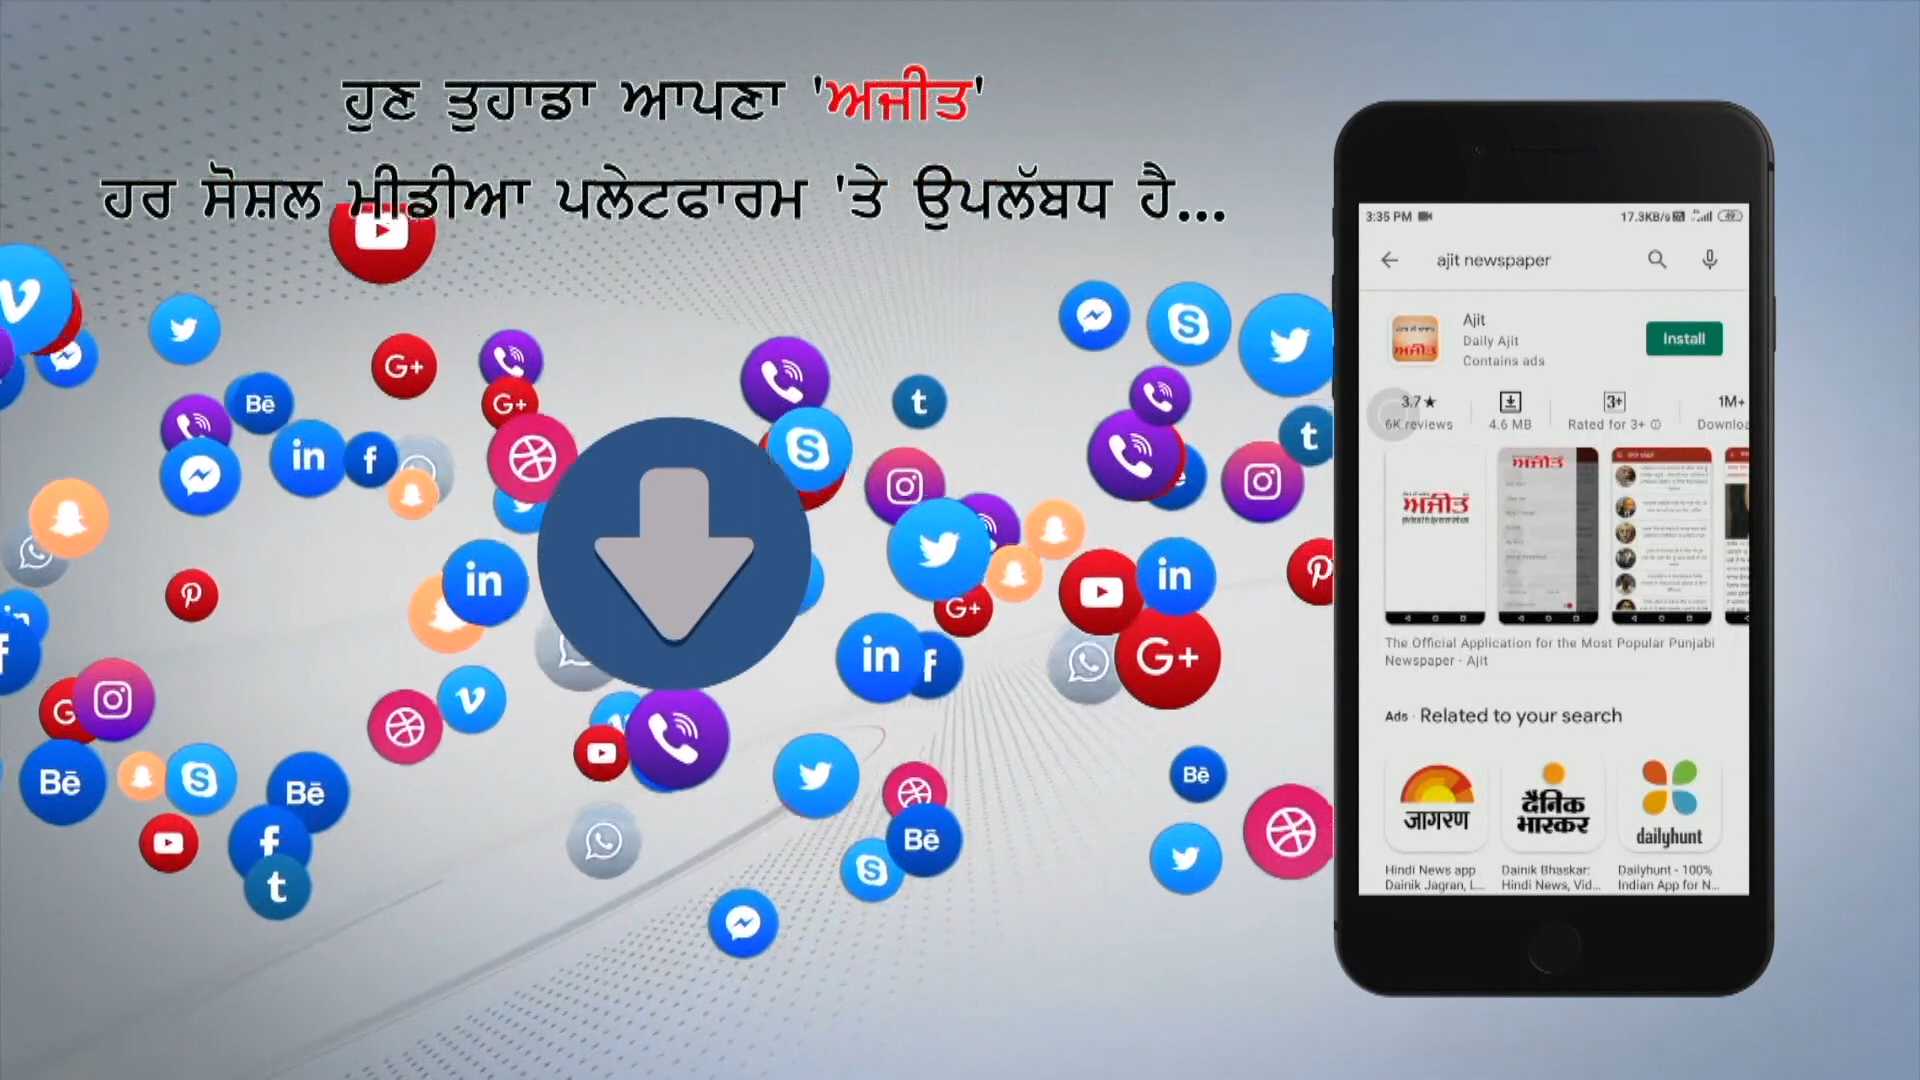 ਹੁਣ ਤੁਹਾਡਾ ਆਪਣਾ 'ਅਜੀਤ'
ਹਰ ਸੋਸ਼ਲ ਮੀਡੀਆ ਪਲੇਟਫਾਰਮ 'ਤੇ ਉਪਲੱਬਧ ਹੈ...
3:35 PM 17.3KB/s 49
ajit newspaper
Ajit
Daily Ajit
Contains ads
Install
ਅਜੀਤ
3.7★ 3+ 1M+
6K reviews 4.6 MB Rated for 3+
ਅਜੀਤ
ਅਜੀਤ
The Official Application for the Most Popular Punjabi
Newspaper - Ajit
Ads · Related to your search
जागरण
दैनिक
भास्कर
dailyhunt
Hindi News app
Dainik Jagran, L...
Dainik Bhaskar:
Hindi News, Vid...
Dailyhunt - 100%
Indian App for N...